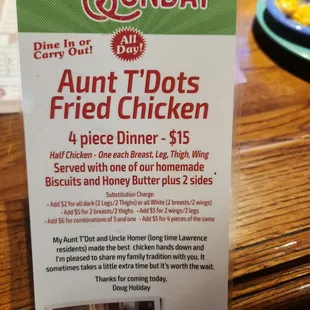 SUNDAY
Dine In or
Carry Out!
All
Day!
Aunt T'Dots
Fried Chicken
4 piece Dinner - $15
Half Chicken - One each Breast, Leg, Thigh, Wing
Served with one of our homemade
Biscuits and Honey Butter plus 2 sides
Substitution Charge:
- Add $2 for all dark (2 Legs/2 Thighs) or all White (2 breasts/2 wings)
- Add $5 for 2 breasts/2 thighs - Add $5 for 2 wings/2 legs
- Add $6 for combinations of 3 and one - Add $5 for 4 pieces of the same
My Aunt T'Dot and Uncle Homer (long time Lawrence
residents) made the best chicken hands down and
I'm pleased to share my family tradition with you. It
sometimes takes a little extra time but it's worth the wait.
Thanks for coming today,
Doug Holiday